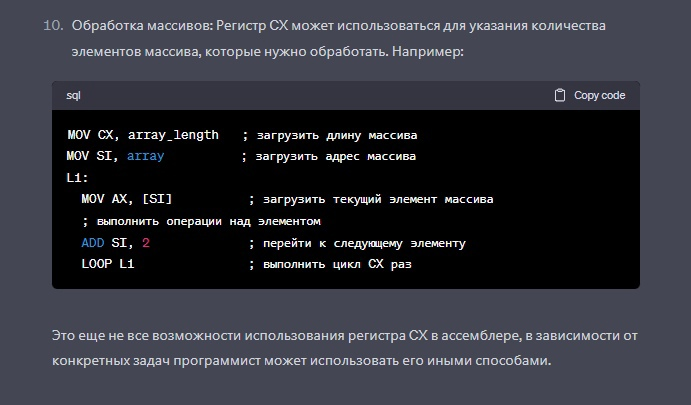 10. Обработка массивов: Регистр CX может использоваться для указания количества
элементов массива, которые нужно обработать. Например:
sql Copy code
MOV CX, array_length ; загрузить длину массива
MOV SI, array ; загрузить адрес массива
L1:
MOV AX, [SI] ; загрузить текущий элемент массива
; выполнить операции над элементом
ADD SI, 2 ; перейти к следующему элементу
LOOP L1 ; выполнить цикл CX раз
Это еще не все возможности использования регистра CX в ассемблере, в зависимости от
конкретных задач программист может использовать его иными способами.